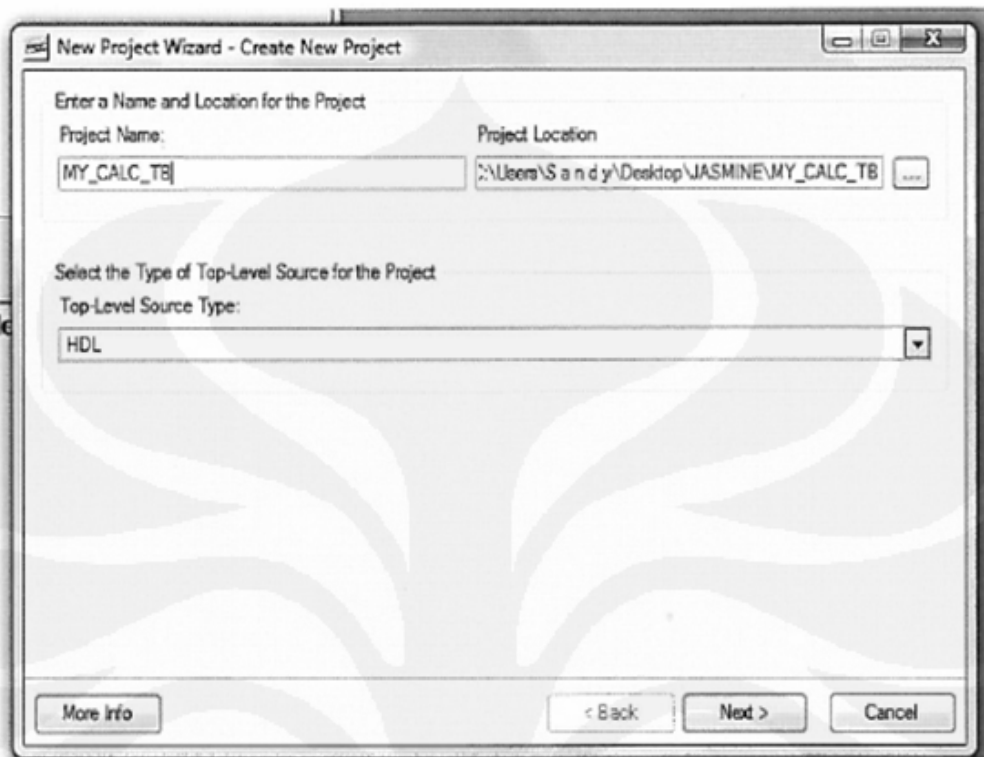 New Project Wizard - Create New Project
Enter a Name and Location for the Project
Project Name:
Project Location
MY_CALC_TB
:\Users\S a n d y\Desktop\JASMINE\MY_CALC_TB
...
Select the Type of Top-Level Source for the Project
Top-Level Source Type:
HDL
More Info
< Back
Next >
Cancel